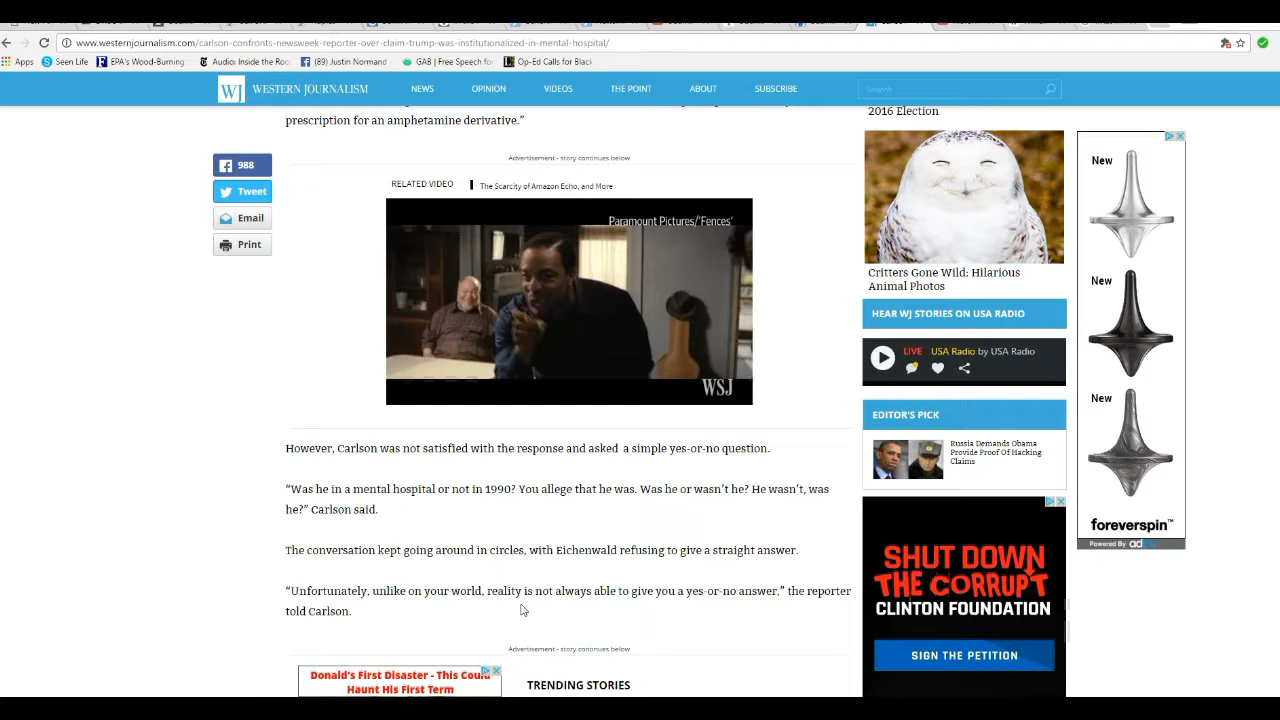 www.westernjournalism.com/carlson-confronts-newsweek-reporter-over-claim-trump-was-institutionalized-in-mental-hospital/
Apps Seen Life EPA's Wood-Burning Audio: Inside the Roo (89) Justin Normand GAB | Free Speech for Op-Ed Calls for Black
WJ WESTERN JOURNALISM NEWS OPINION VIDEOS THE POINT ABOUT SUBSCRIBE Search
prescription for an amphetamine derivative.”
2016 Election
Advertisement - story continues below
988
Tweet
Email
Print
RELATED VIDEO The Scarcity of Amazon Echo, and More
Paramount Pictures/'Fences'
WSJ
However, Carlson was not satisfied with the response and asked a simple yes-or-no question.
“Was he in a mental hospital or not in 1990? You allege that he was. Was he or wasn’t he? He wasn’t, was
he?” Carlson said.
The conversation kept going around in circles, with Eichenwald refusing to give a straight answer.
“Unfortunately, unlike on your world, reality is not always able to give you a yes-or-no answer,” the reporter
told Carlson.
Advertisement - story continues below
Donald's First Disaster - This Could
Haunt His First Term
TRENDING STORIES
Critters Gone Wild: Hilarious
Animal Photos
HEAR WJ STORIES ON USA RADIO
LIVE USA Radio by USA Radio
EDITOR'S PICK
Russia Demands Obama
Provide Proof Of Hacking
Claims
SHUT DOWN
THE CORRUPT
CLINTON FOUNDATION
SIGN THE PETITION
New
New
New
foreverspin™
Powered By